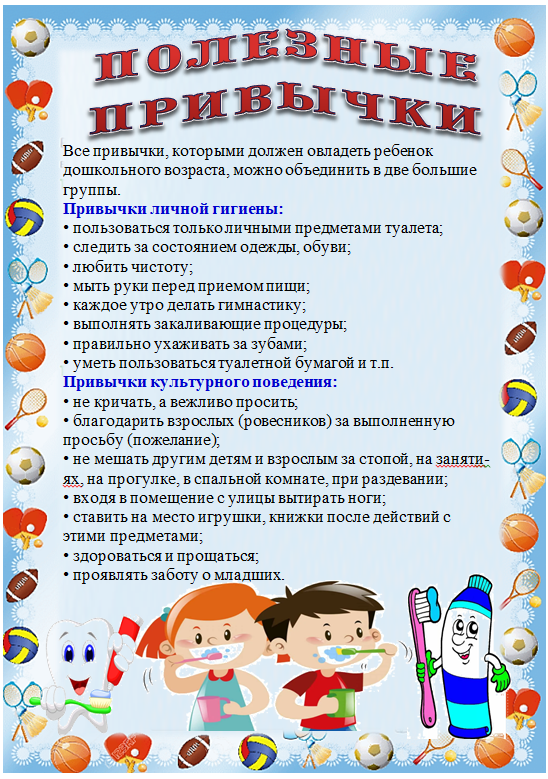 ПОЛЕЗНЫЕ
ПРИВЫЧКИ
Все привычки, которыми должен овладеть ребенок
дошкольного возраста, можно объединить в две большие
группы.
Привычки личной гигиены:
• пользоваться только личными предметами туалета;
• следить за состоянием одежды, обуви;
• любить чистоту;
• мыть руки перед приемом пищи;
• каждое утро делать гимнастику;
• выполнять закаливающие процедуры;
• правильно ухаживать за зубами;
• уметь пользоваться туалетной бумагой и т.п.
Привычки культурного поведения:
• не кричать, а вежливо просить;
• благодарить взрослых (ровесников) за выполненную
просьбу (пожелание);
• не мешать другим детям и взрослым за стопой, на заняти-
ях, на прогулке, в спальной комнате, при раздевании;
• входя в помещение с улицы вытирать ноги;
• ставить на место игрушки, книжки после действий с
этими предметами;
• здороваться и прощаться;
• проявлять заботу о младших.